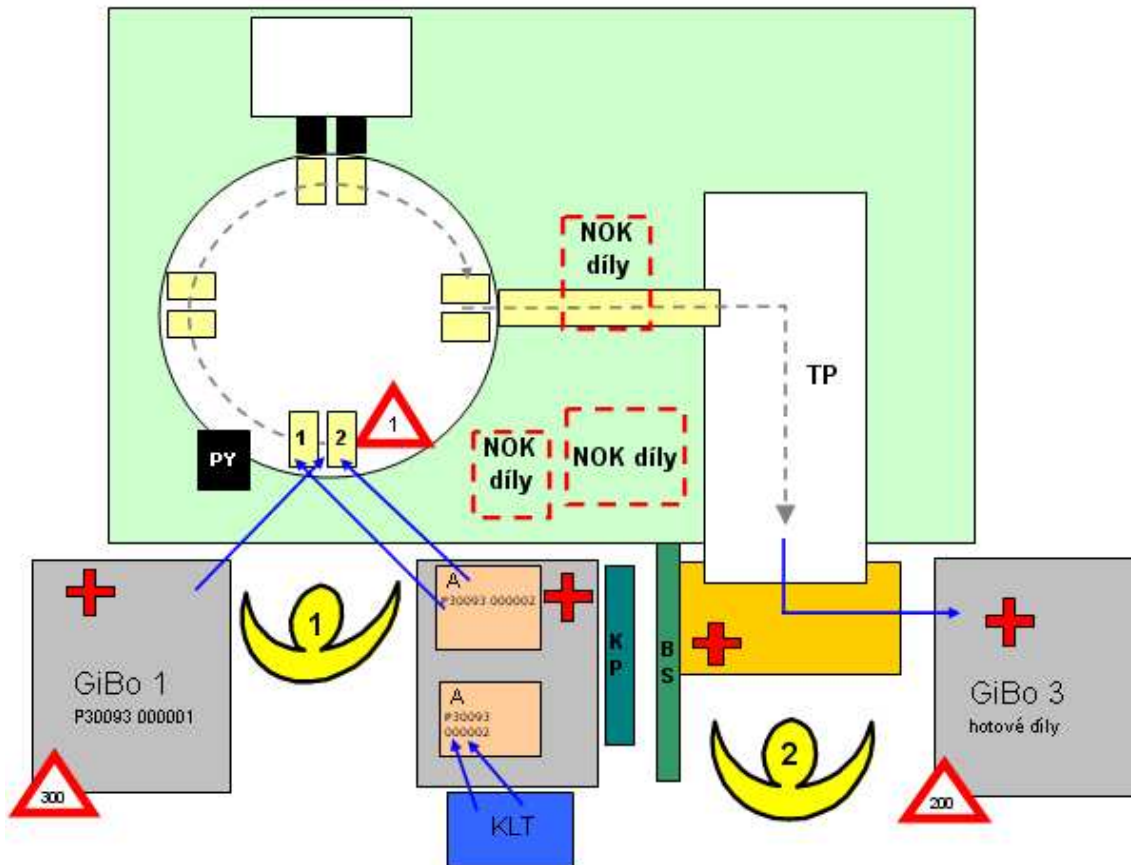 NOK
díly
TP
1
1 2
PY
NOK
díly
NOK díly
1
GiBo 1
P30093 000001
300
A
P30093 000002
A
P30093
000002
KLT
K
P
B
S
2
GiBo 3
hotové díly
200